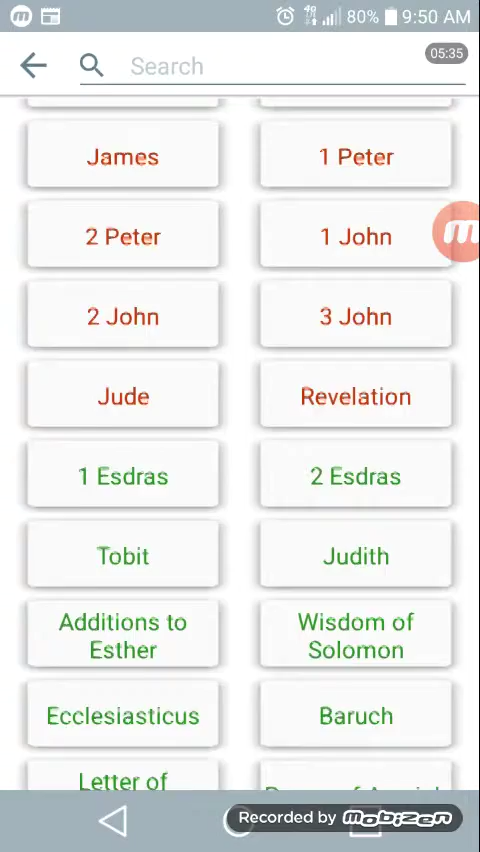 4G
80%
9:50 AM
Search
05:35
James
1 Peter
2 Peter
1 John
2 John
3 John
Jude
Revelation
1 Esdras
2 Esdras
Tobit
Judith
Additions to
Esther
Wisdom of
Solomon
Ecclesiasticus
Baruch
Letter of
Recorded by mobizen